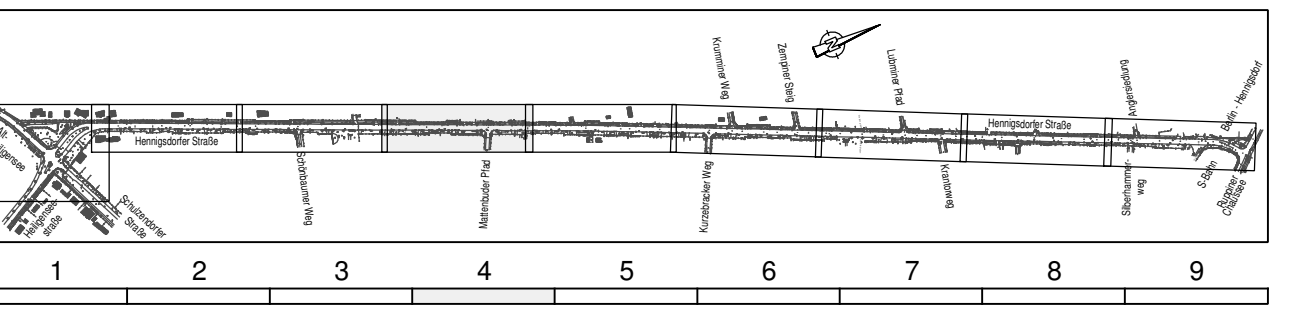 Alt-
Heiligensee
Heiligensee-
straße
Schulzendorfer
Straße
Hennigsdorfer Straße
Schönbaumer Weg
Mattenbuder Pfad
Kurzebracker Weg
Krumminer Weg
Zempiner Steig
N
Lubminer Pfad
Krantorweg
Hennigsdorfer Straße
Anglersiedlung
Silberhammer-
weg
S-Bahn
Berlin - Hennigsdorf
Ruppiner
Chaussee
1 2 3 4 5 6 7 8 9